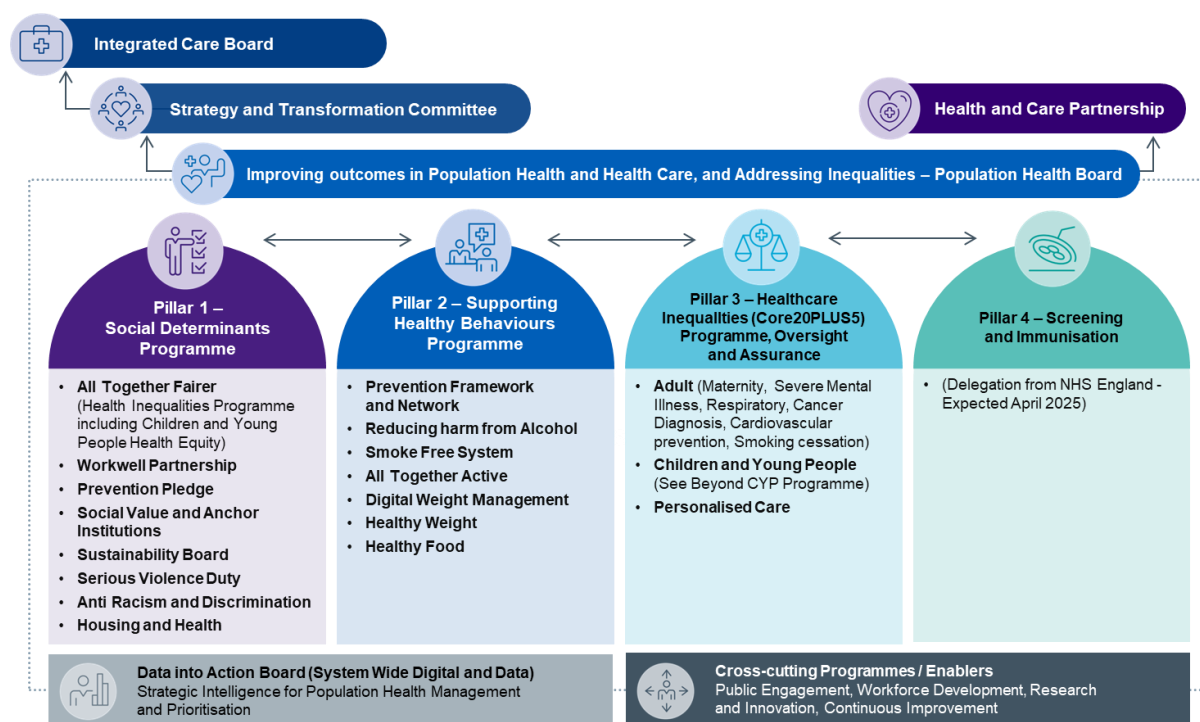 Integrated Care Board
Strategy and Transformation Committee
Health and Care Partnership
Improving outcomes in Population Health and Health Care, and Addressing Inequalities – Population Health Board
Pillar 1 –
Social Determinants
Programme
• All Together Fairer
(Health Inequalities Programme
including Children and Young
People Health Equity)
• Workwell Partnership
• Prevention Pledge
• Social Value and Anchor
Institutions
• Sustainability Board
• Serious Violence Duty
• Anti Racism and Discrimination
• Housing and Health
Pillar 2 – Supporting
Healthy Behaviours
Programme
• Prevention Framework
and Network
• Reducing harm from Alcohol
• Smoke Free System
• All Together Active
• Digital Weight Management
• Healthy Weight
• Healthy Food
Pillar 3 – Healthcare
Inequalities (Core20PLUS5)
Programme, Oversight
and Assurance
• Adult (Maternity, Severe Mental
Illness, Respiratory, Cancer
Diagnosis, Cardiovascular
prevention, Smoking cessation)
• Children and Young People
(See Beyond CYP Programme)
• Personalised Care
Pillar 4 – Screening
and Immunisation
• (Delegation from NHS England -
Expected April 2025)
Data into Action Board (System Wide Digital and Data)
Strategic Intelligence for Population Health Management
and Prioritisation
Cross-cutting Programmes / Enablers
Public Engagement, Workforce Development, Research
and Innovation, Continuous Improvement